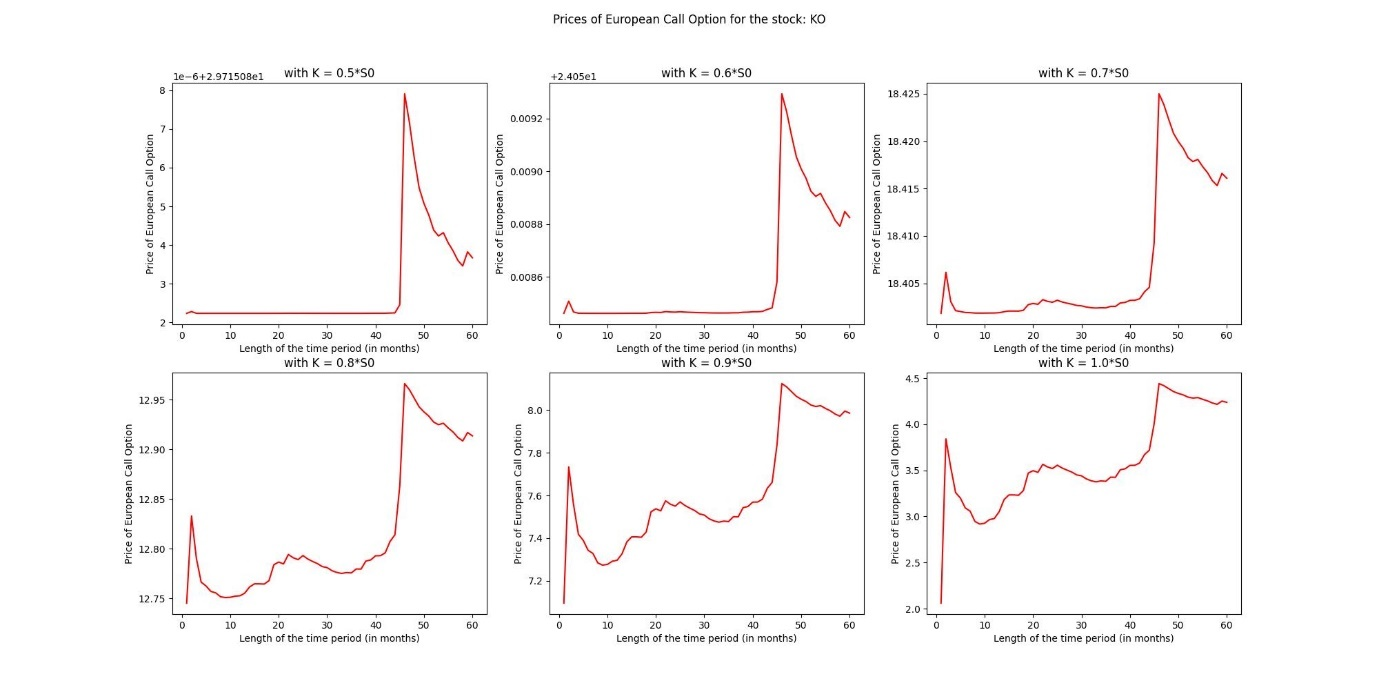 Prices of European Call Option for the stock: KO
1e−6+2.971508e1
with K = 0.5*S0
8
7
6
5
4
3
2
0 10 20 30 40 50 60
Price of European Call Option
Length of the time period (in months)
+2.405e1
with K = 0.6*S0
0.0092
0.0090
0.0088
0.0086
0 10 20 30 40 50 60
Price of European Call Option
Length of the time period (in months)
with K = 0.7*S0
18.425
18.420
18.415
18.410
18.405
0 10 20 30 40 50 60
Price of European Call Option
Length of the time period (in months)
with K = 0.8*S0
12.95
12.90
12.85
12.80
12.75
0 10 20 30 40 50 60
Price of European Call Option
Length of the time period (in months)
with K = 0.9*S0
8.0
7.8
7.6
7.4
7.2
0 10 20 30 40 50 60
Price of European Call Option
Length of the time period (in months)
with K = 1.0*S0
4.5
4.0
3.5
3.0
2.5
2.0
0 10 20 30 40 50 60
Price of European Call Option
Length of the time period (in months)